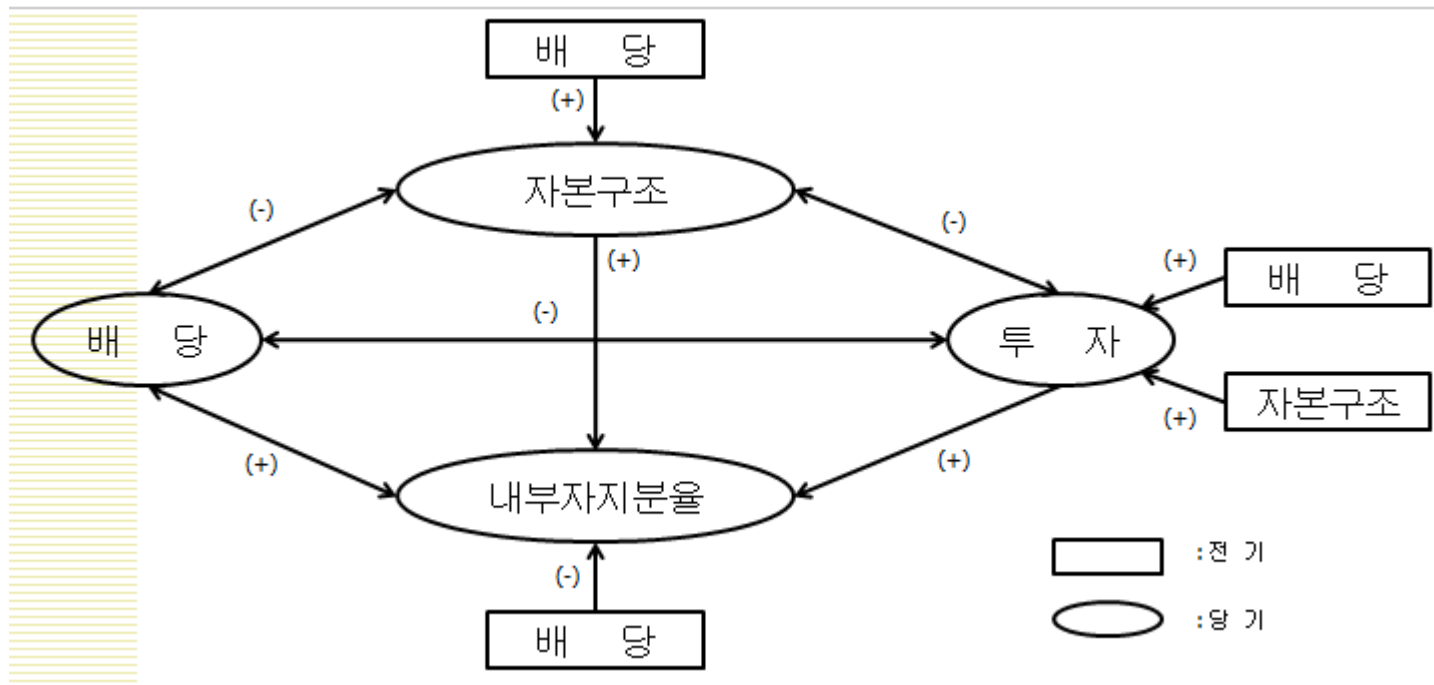 배 당
(+)
자본구조
(-)
(-)
(+)
(+)
배 당
배 당
(-)
투 자
자본구조
(+)
(+)
(+)
내부자지분율
(-)
배 당
:전 기
:당 기